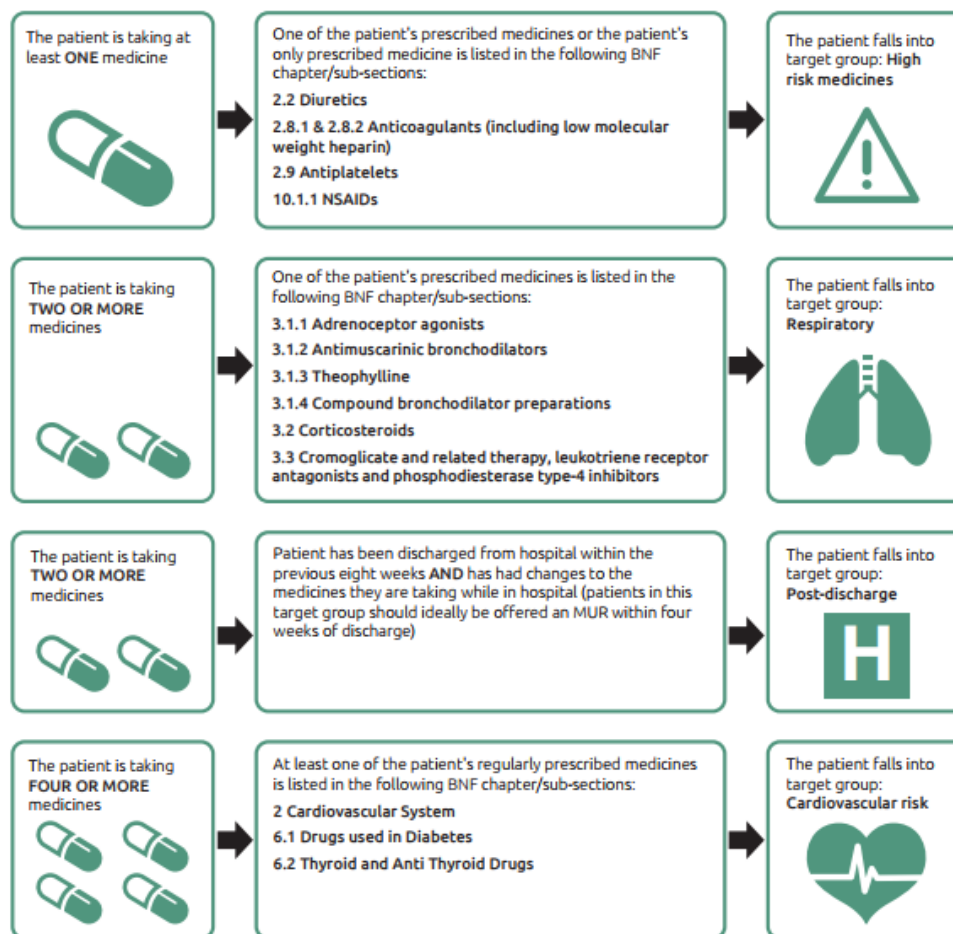 The patient is taking at
least ONE medicine
One of the patient's prescribed medicines or the patient's
only prescribed medicine is listed in the following BNF
chapter/sub-sections:
2.2 Diuretics
2.8.1 & 2.8.2 Anticoagulants (including low molecular
weight heparin)
2.9 Antiplatelets
10.1.1 NSAIDs
The patient falls into
target group: High
risk medicines
The patient is taking
TWO OR MORE
medicines
One of the patient's prescribed medicines is listed in the
following BNF chapter/sub-sections:
3.1.1 Adrenoceptor agonists
3.1.2 Antimuscarinic bronchodilators
3.1.3 Theophylline
3.1.4 Compound bronchodilator preparations
3.2 Corticosteroids
3.3 Cromoglicate and related therapy, leukotriene receptor
antagonists and phosphodiesterase type-4 inhibitors
The patient falls into
target group:
Respiratory
The patient is taking
TWO OR MORE
medicines
Patient has been discharged from hospital within the
previous eight weeks AND has had changes to the
medicines they are taking while in hospital (patients in this
target group should ideally be offered an MUR within four
weeks of discharge)
The patient falls into
target group:
Post-discharge
H
The patient is taking
FOUR OR MORE
medicines
At least one of the patient's regularly prescribed medicines
is listed in the following BNF chapter/sub-sections:
2 Cardiovascular System
6.1 Drugs used in Diabetes
6.2 Thyroid and Anti Thyroid Drugs
The patient falls into
target group:
Cardiovascular risk